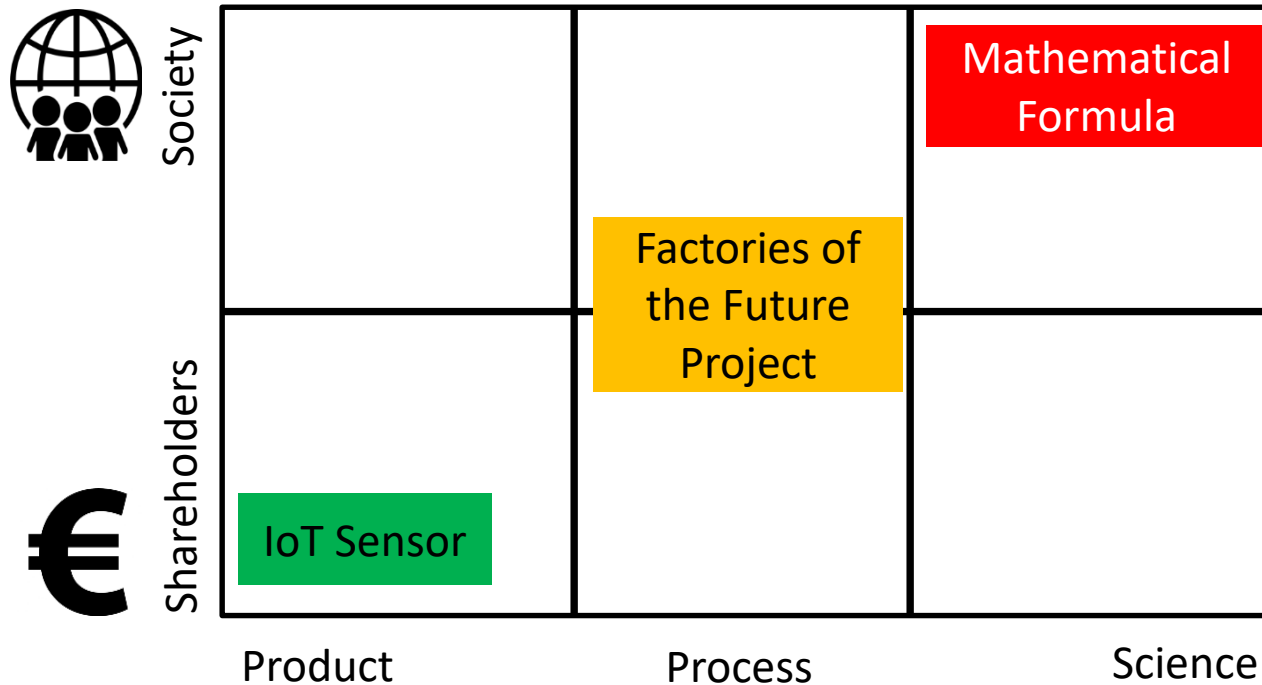 Society
Mathematical
Formula
Factories of
the Future
Project
Shareholders
IoT Sensor
€
Product
Process
Science